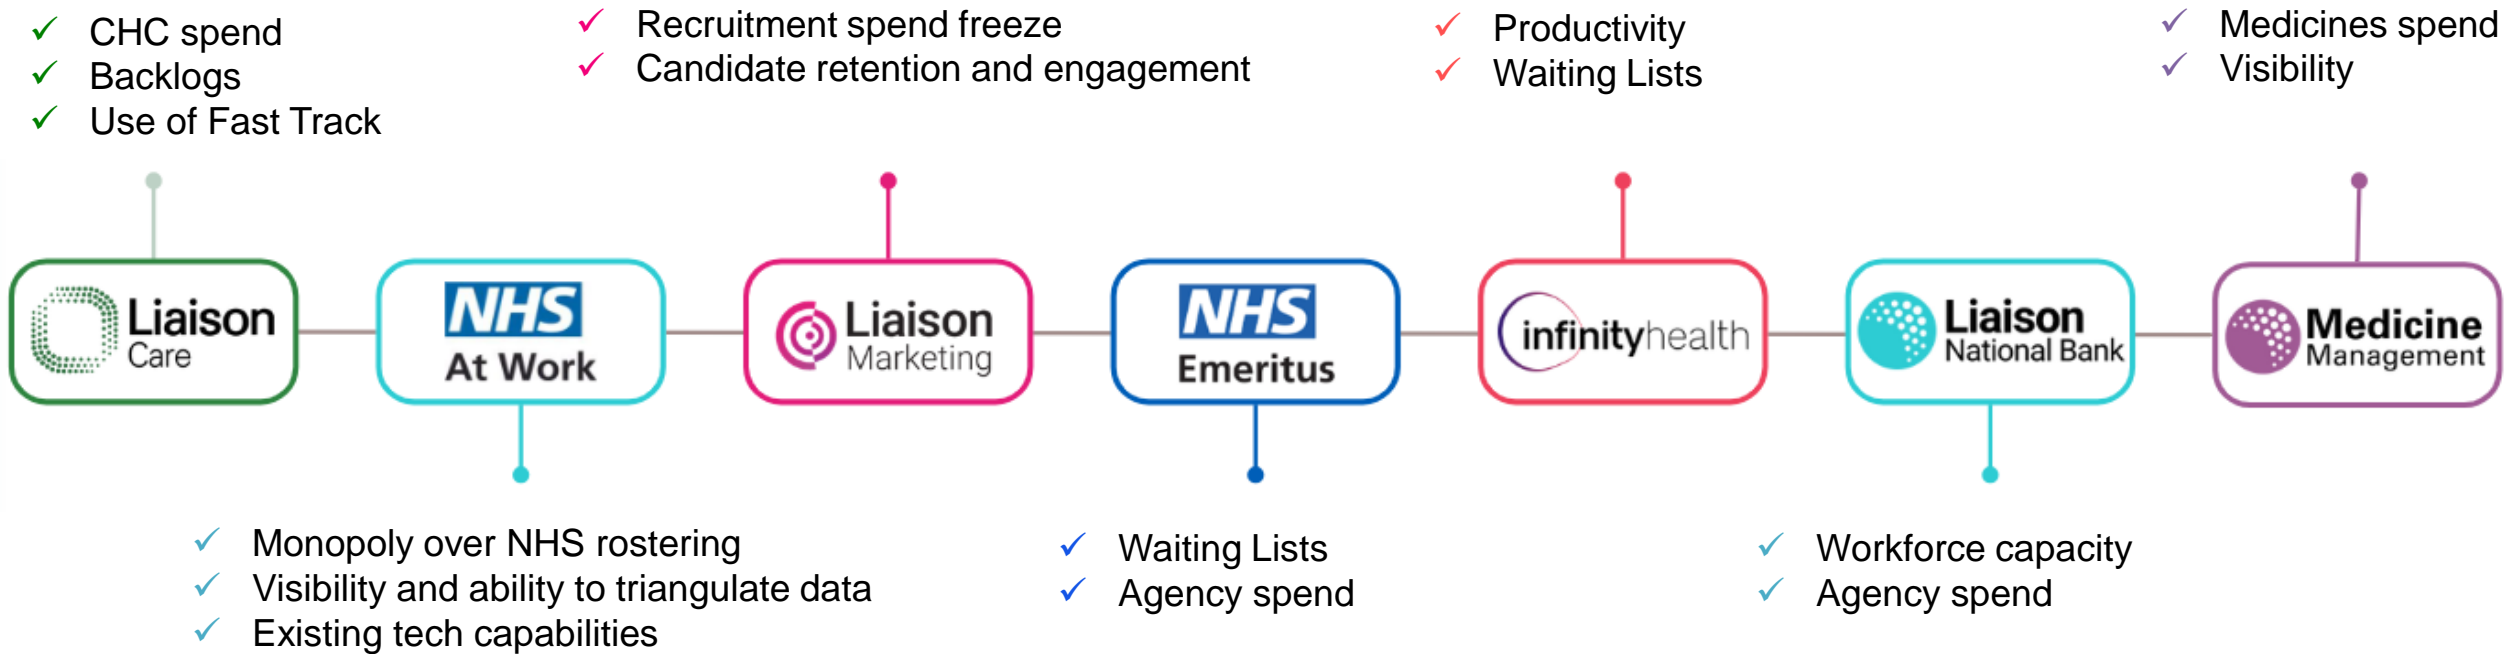 CHC spend
Backlogs
Use of Fast Track
Recruitment spend freeze
Candidate retention and engagement
Productivity
Waiting Lists
Medicines spend
Visibility
Liaison
Care
NHS
At Work
Liaison
Marketing
NHS
Emeritus
infinityhealth
Liaison
National Bank
Medicine
Management
Monopoly over NHS rostering
Visibility and ability to triangulate data
Existing tech capabilities
Waiting Lists
Agency spend
Workforce capacity
Agency spend